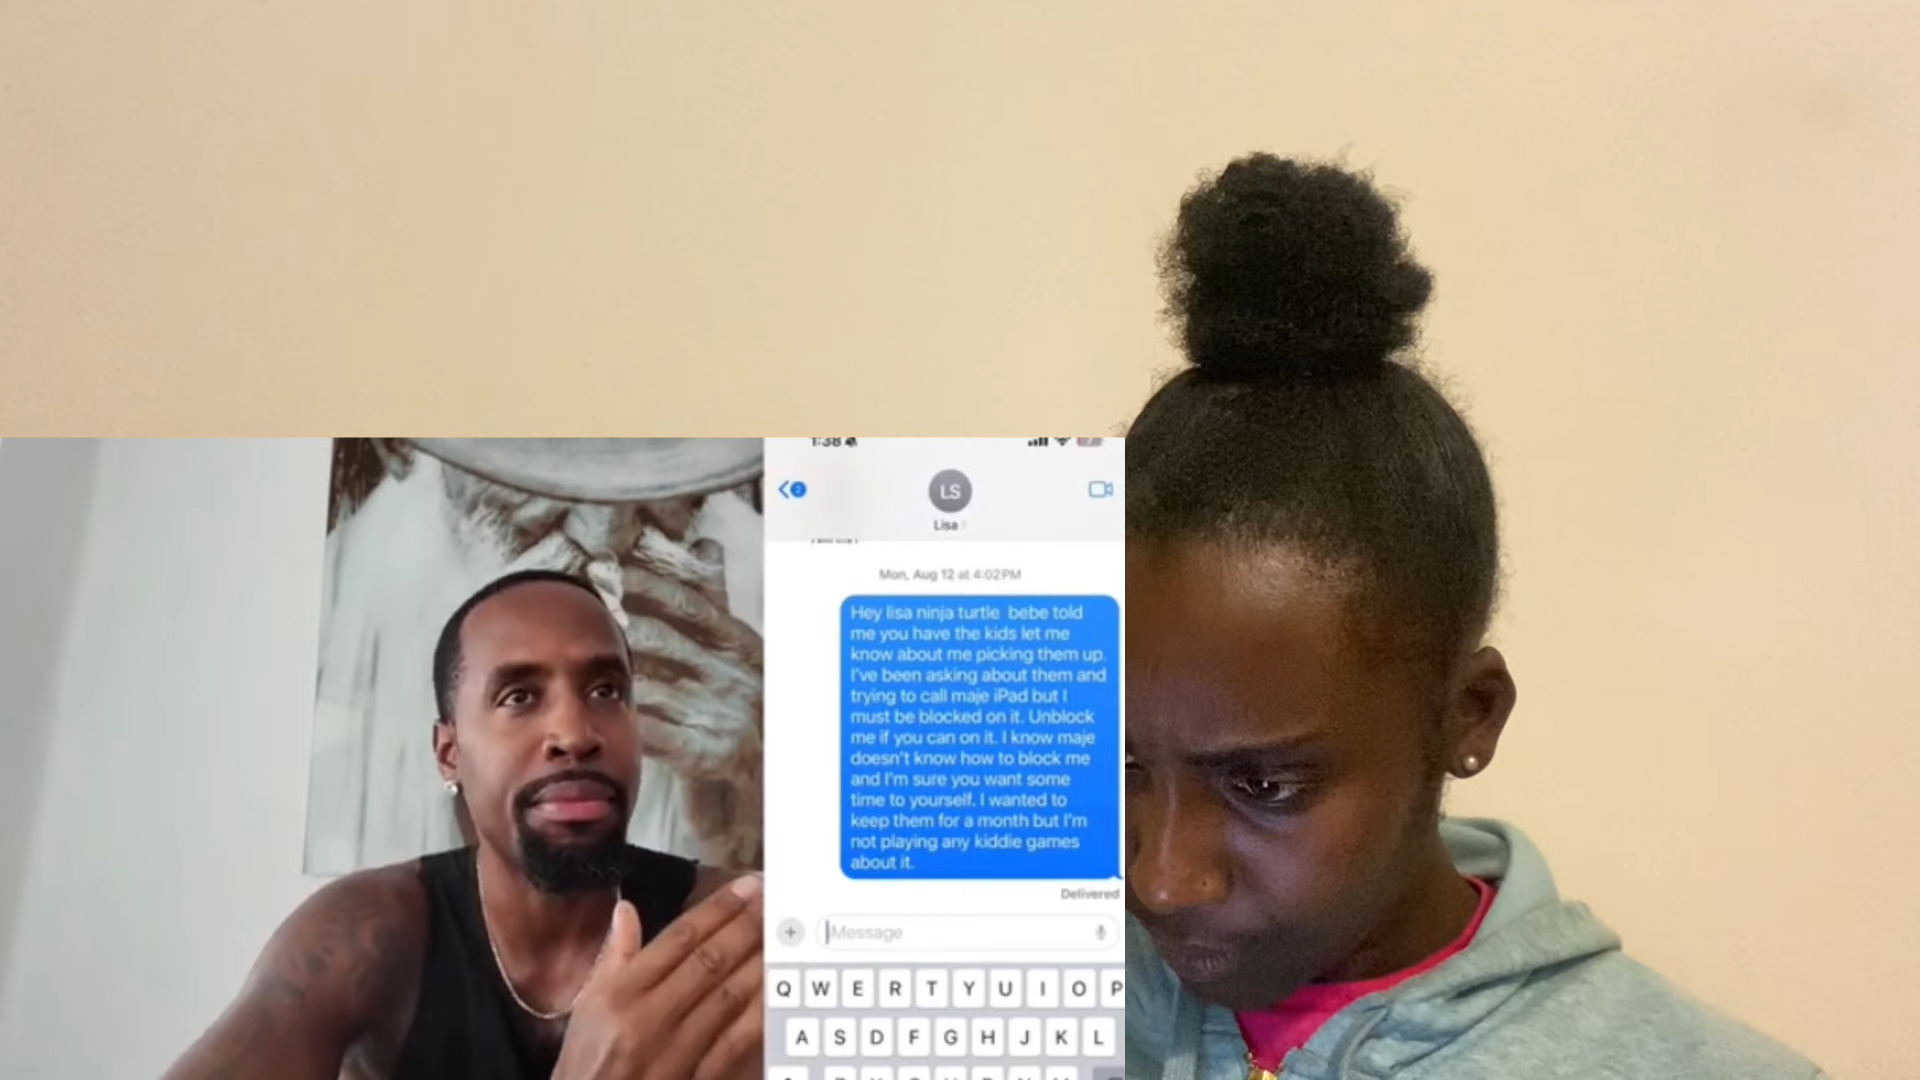 1:38
2
LS
Lisa
Mon, Aug 12 at 4:02PM
Hey lisa ninja turtle bebe told
me you have the kids let me
know about me picking them up.
I've been asking about them and
trying to call maje iPad but I
must be blocked on it. Unblock
me if you can on it. I know maje
doesn't know how to block me
and I'm sure you want some
time to yourself. I wanted to
keep them for a month but I'm
not playing any kiddie games
about it.
Delivered
Message
Q W E R T Y U I O P
A S D F G H J K L